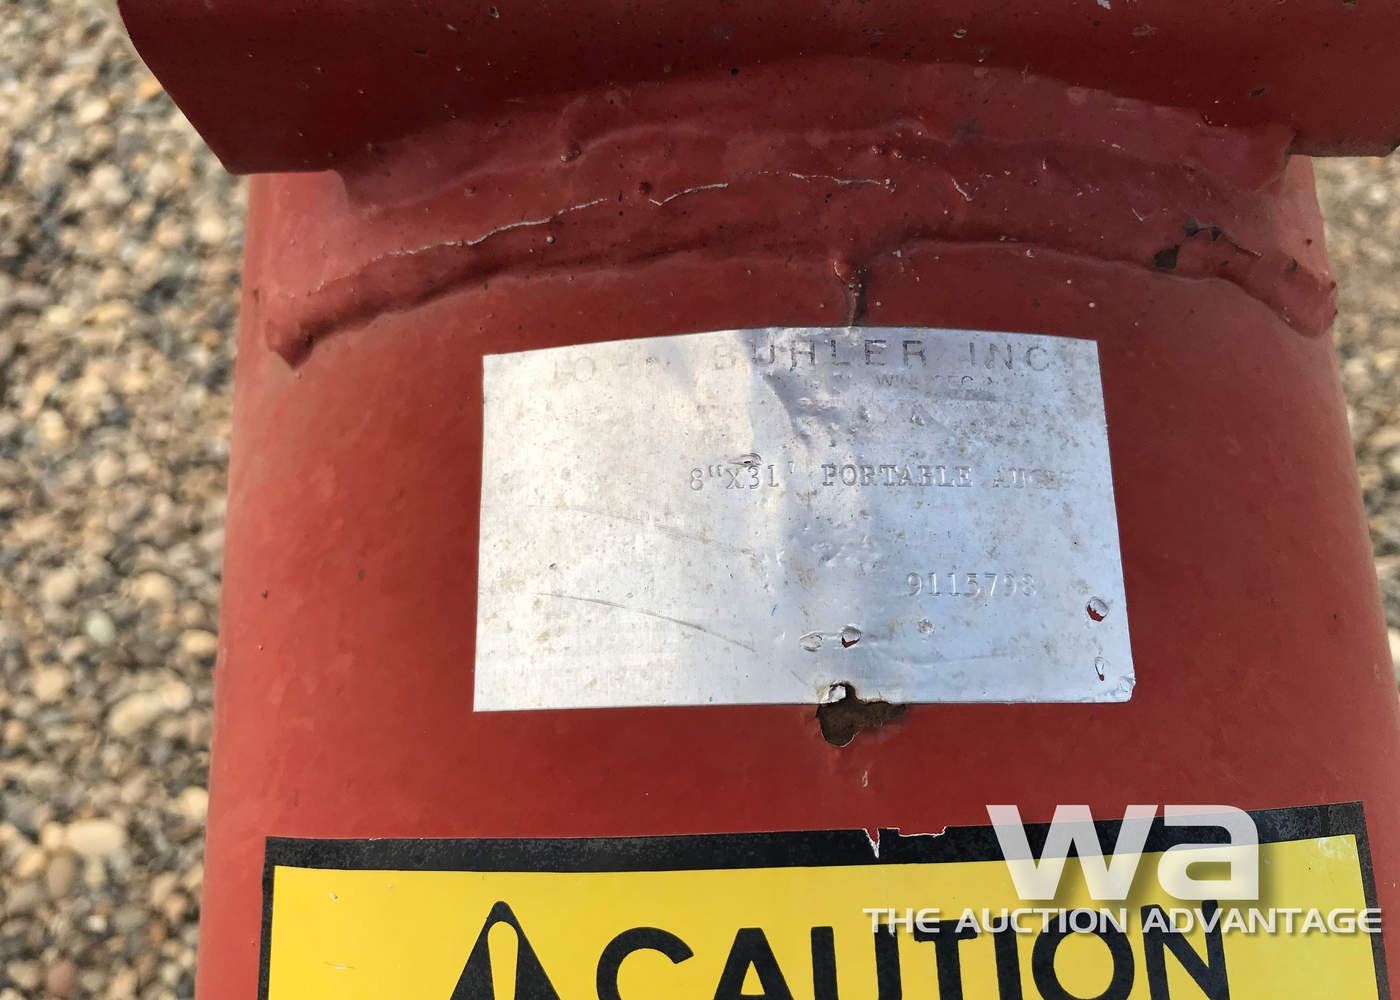 BUHLER INC
8"X31' PORTABLE
9115798
CAUTION
wa
THE AUCTION ADVANTAGE